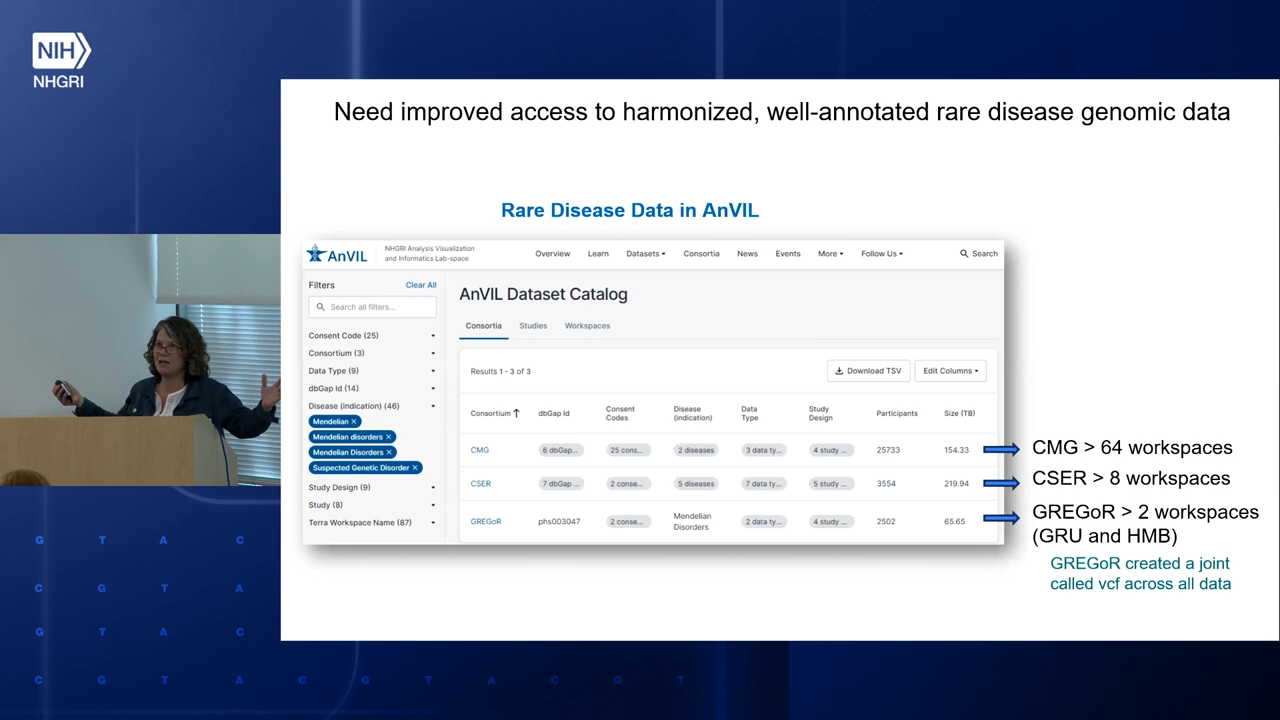 NIH
NHGRI
Need improved access to harmonized, well-annotated rare disease genomic data
Rare Disease Data in AnVIL
AnVIL
NHGRI Analysis Visualization
and Informatics Lab-space
Overview Learn Datasets Consortia News Events More Follow Us Search
Filters Clear All
Search all filters...
Consent Code (25)
Consortium (3)
Data Type (9)
dbGap Id (14)
Disease (indication) (46)
Mendelian ×
Mendelian disorders ×
Mendelian Disorders ×
Suspected Genetic Disorder ×
Study Design (9)
Study (8)
Terra Workspace Name (87)
AnVIL Dataset Catalog
Consortia Studies Workspaces
Results 1 - 3 of 3 Download TSV Edit Columns
Consortium ↑ dbGap Id Consent Codes Disease (indication) Data Type Study Design Participants Size (TB)
CMG 6 dbGap... 25 cons... 2 diseases 3 data ty... 4 study ... 25733 154.33
CSER 7 dbGap ... 2 conse... 5 diseases 7 data ty... 5 study ... 3554 219.94
GREGoR phs003047 2 conse... Mendelian Disorders 2 data ty... 4 study ... 2502 65.65
CMG > 64 workspaces
CSER > 8 workspaces
GREGoR > 2 workspaces
(GRU and HMB)
GREGoR created a joint
called vcf across all data
G T A C
C G T A
G T A C
C G T A C G T A C G T